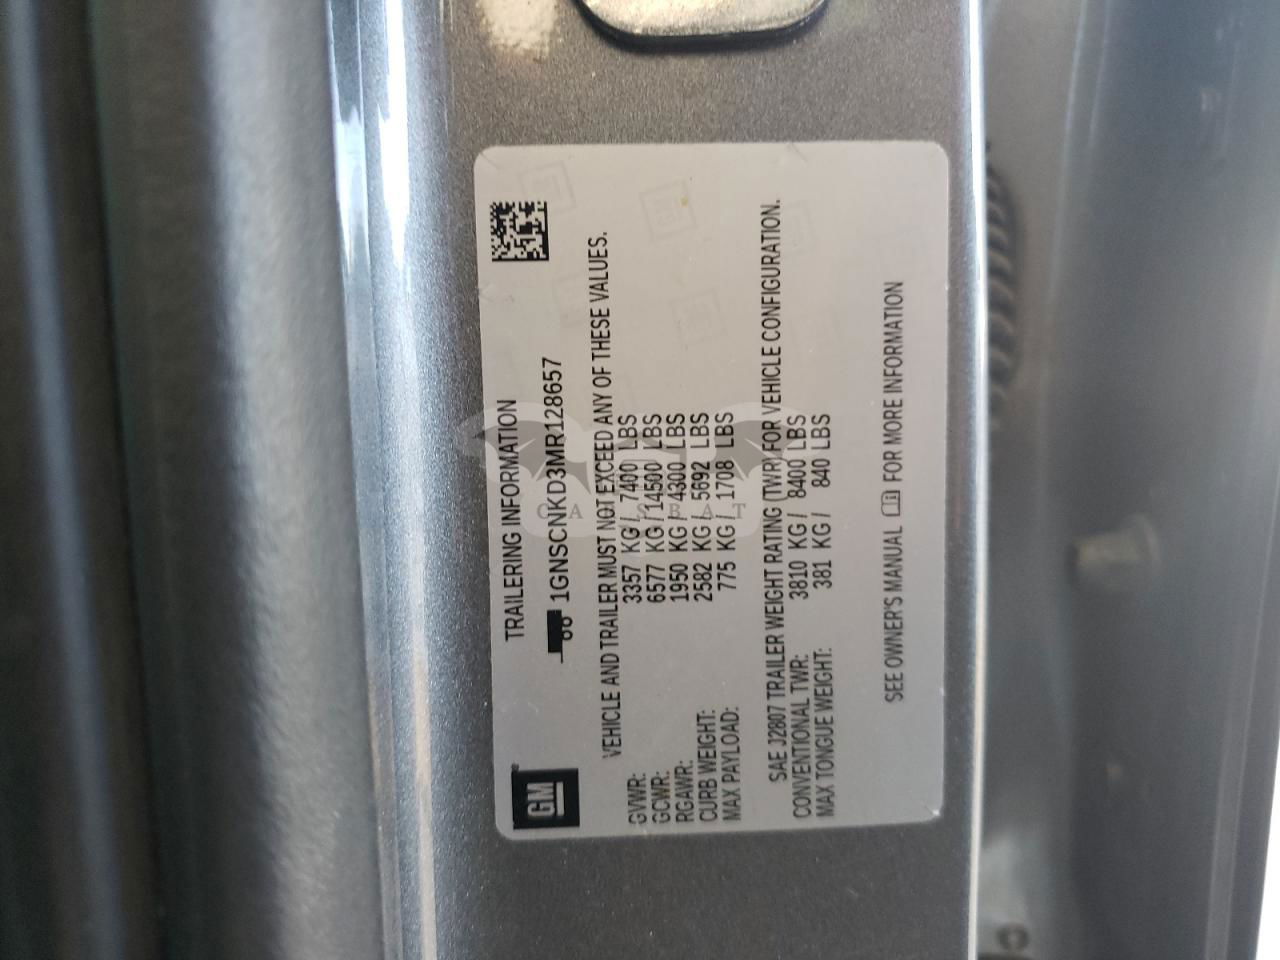 GM
TRAILERING INFORMATION
1GNSCNKD3MR128657
VEHICLE AND TRAILER MUST NOT EXCEED ANY OF THESE VALUES.
GVWR: 3357 KG / 7400 LBS
GCWR: 6577 KG /14500 LBS
RGAWR: 1950 KG / 4300 LBS
CURB WEIGHT: 2582 KG / 5692 LBS
MAX PAYLOAD: 775 KG / 1708 LBS
SAE J2807 TRAILER WEIGHT RATING (TWR) FOR VEHICLE CONFIGURATION.
CONVENTIONAL TWR: 3810 KG / 8400 LBS
MAX TONGUE WEIGHT: 381 KG / 840 LBS
SEE OWNER'S MANUAL FOR MORE INFORMATION
CARSBAT